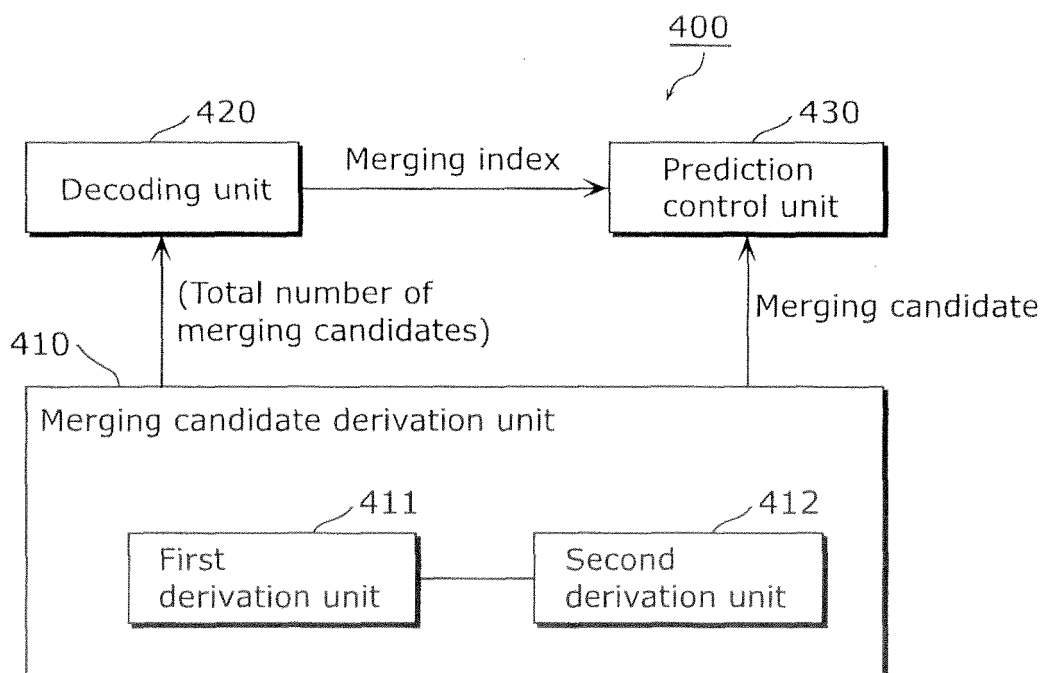 400
420
430
Decoding unit
Merging index
Prediction
control unit
(Total number of
merging candidates)
Merging candidate
410
Merging candidate derivation unit
411
412
First
derivation unit
Second
derivation unit